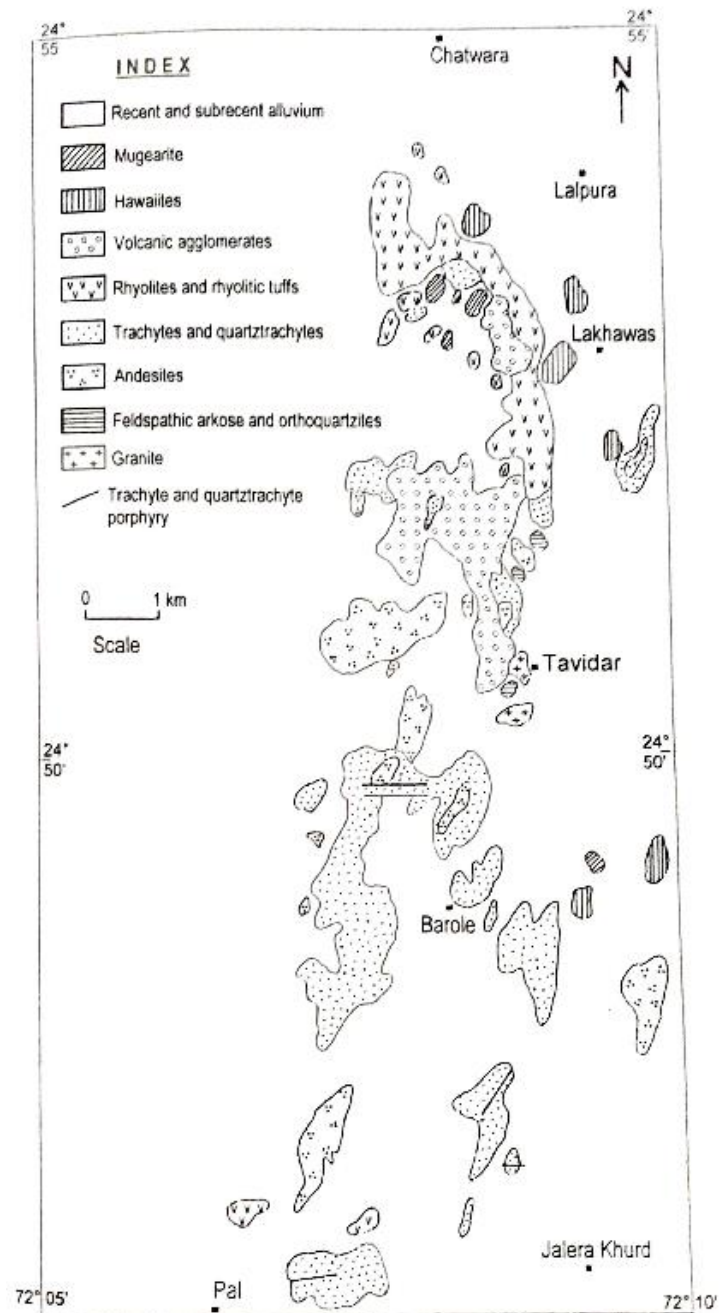 24°
55
24°
55'
Chatwara
INDEX
N
Recent and subrecent alluvium
Mugearite
Hawaiites
Lalpura
Volcanic agglomerates
Rhyolites and rhyolitic tuffs
Trachytes and quartztrachytes
Lakhawas
Andesites
Feldspathic arkose and orthoquartzites
Granite
Trachyte and quartztrachyte
porphyry
0 1 km
Scale
Tavidar
24°
50'
24°
50'
Barole
Jalera Khurd
72°05'
Pal
72°10'